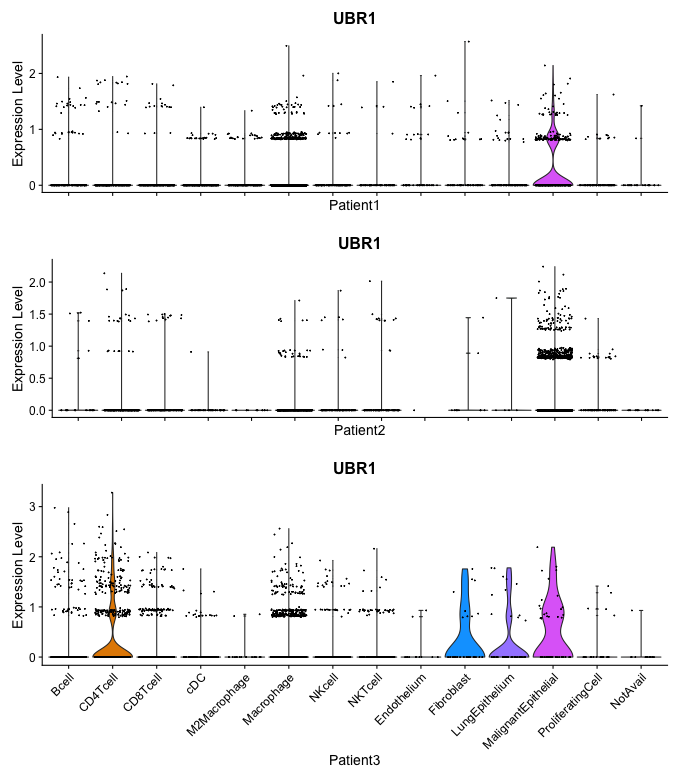 UBR1
Expression Level
2
1
0
Patient1
UBR1
Expression Level
2.0
1.5
1.0
0.5
0.0
Patient2
UBR1
Expression Level
3
2
1
0
Bcell
CD4Tcell
CD8Tcell
cDC
M2Macrophage
Macrophage
NKcell
NKTcell
Endothelium
Fibroblast
LungEpithelium
MalignantEpithelial
ProliferatingCell
NotAvail
Patient3